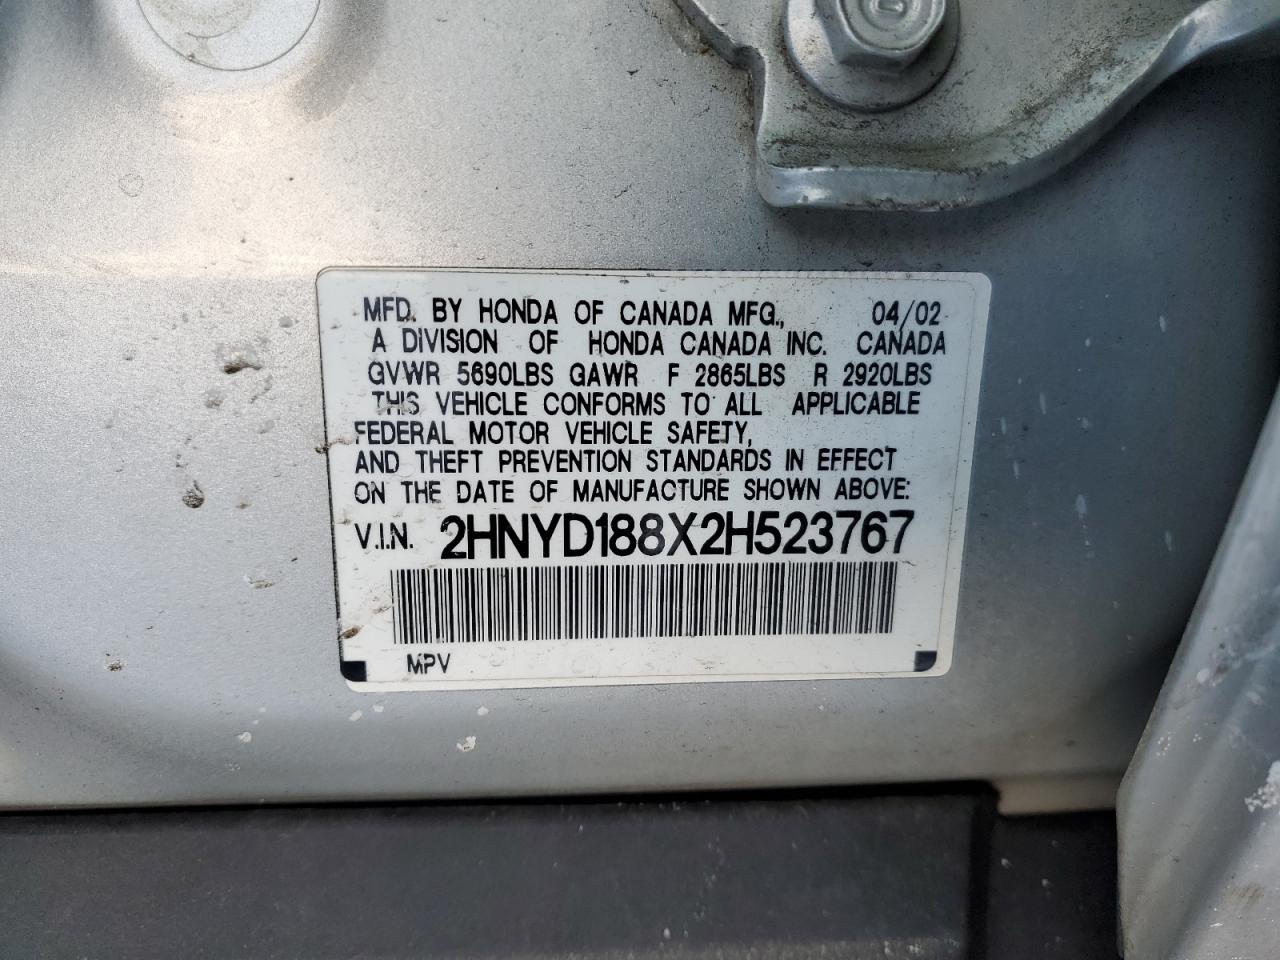 MFD. BY HONDA OF CANADA MFG., 04/02
A DIVISION OF HONDA CANADA INC. CANADA
GVWR 5690LBS GAWR F 2865LBS R 2920LBS
THIS VEHICLE CONFORMS TO ALL APPLICABLE
FEDERAL MOTOR VEHICLE SAFETY,
AND THEFT PREVENTION STANDARDS IN EFFECT
ON THE DATE OF MANUFACTURE SHOWN ABOVE:
V.I.N. 2HNYD188X2H523767
MPV